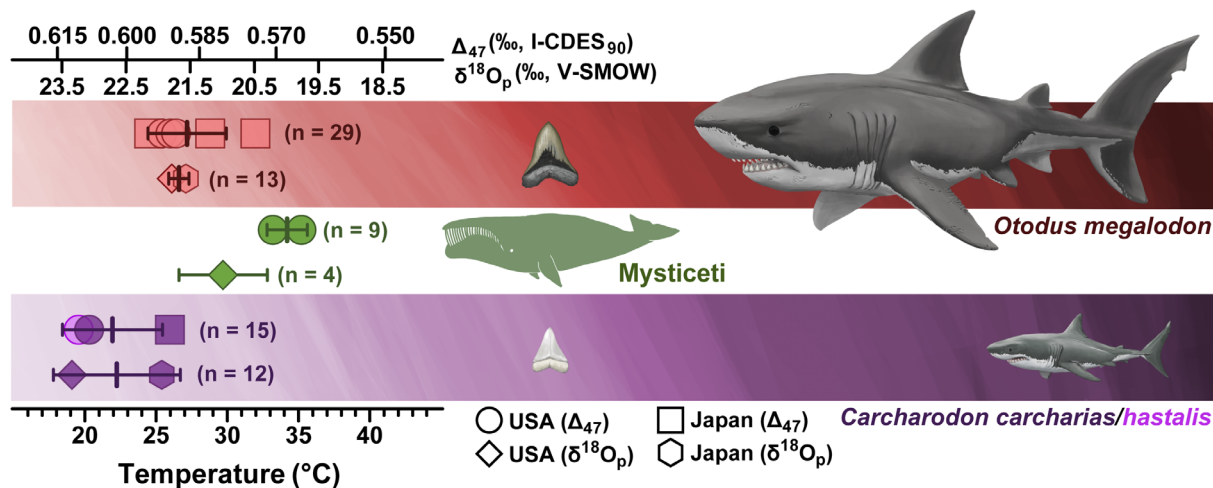 0.615 0.600 0.585 0.570 0.550
Δ₄₇ (‰, I-CDES₉₀)
δ¹⁸Oₚ (‰, V-SMOW)
23.5 22.5 21.5 20.5 19.5 18.5
(n = 29)
(n = 13)
Otodus megalodon
(n = 9)
Mysticeti
(n = 4)
(n = 15)
(n = 12)
USA (Δ₄₇) Japan (Δ₄₇)
USA (δ¹⁸Oₚ) Japan (δ¹⁸Oₚ)
Carcharodon carcharias/hastalis
20 25 30 35 40
Temperature (°C)